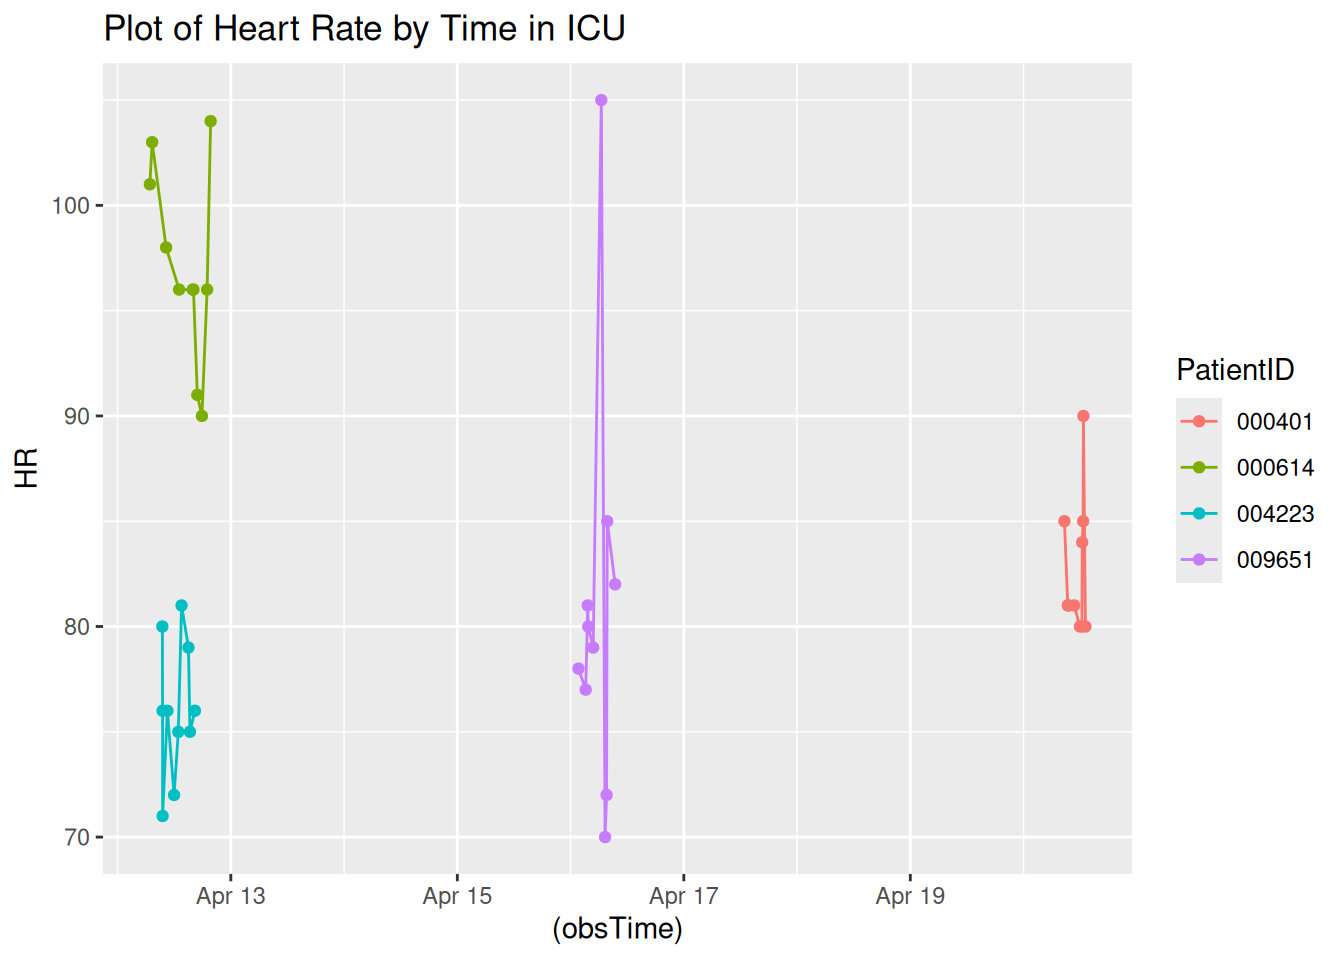 Plot of Heart Rate by Time in ICU
HR
100
90
80
70
Apr 13
Apr 15
Apr 17
Apr 19
(obsTime)
PatientID
000401
000614
004223
009651